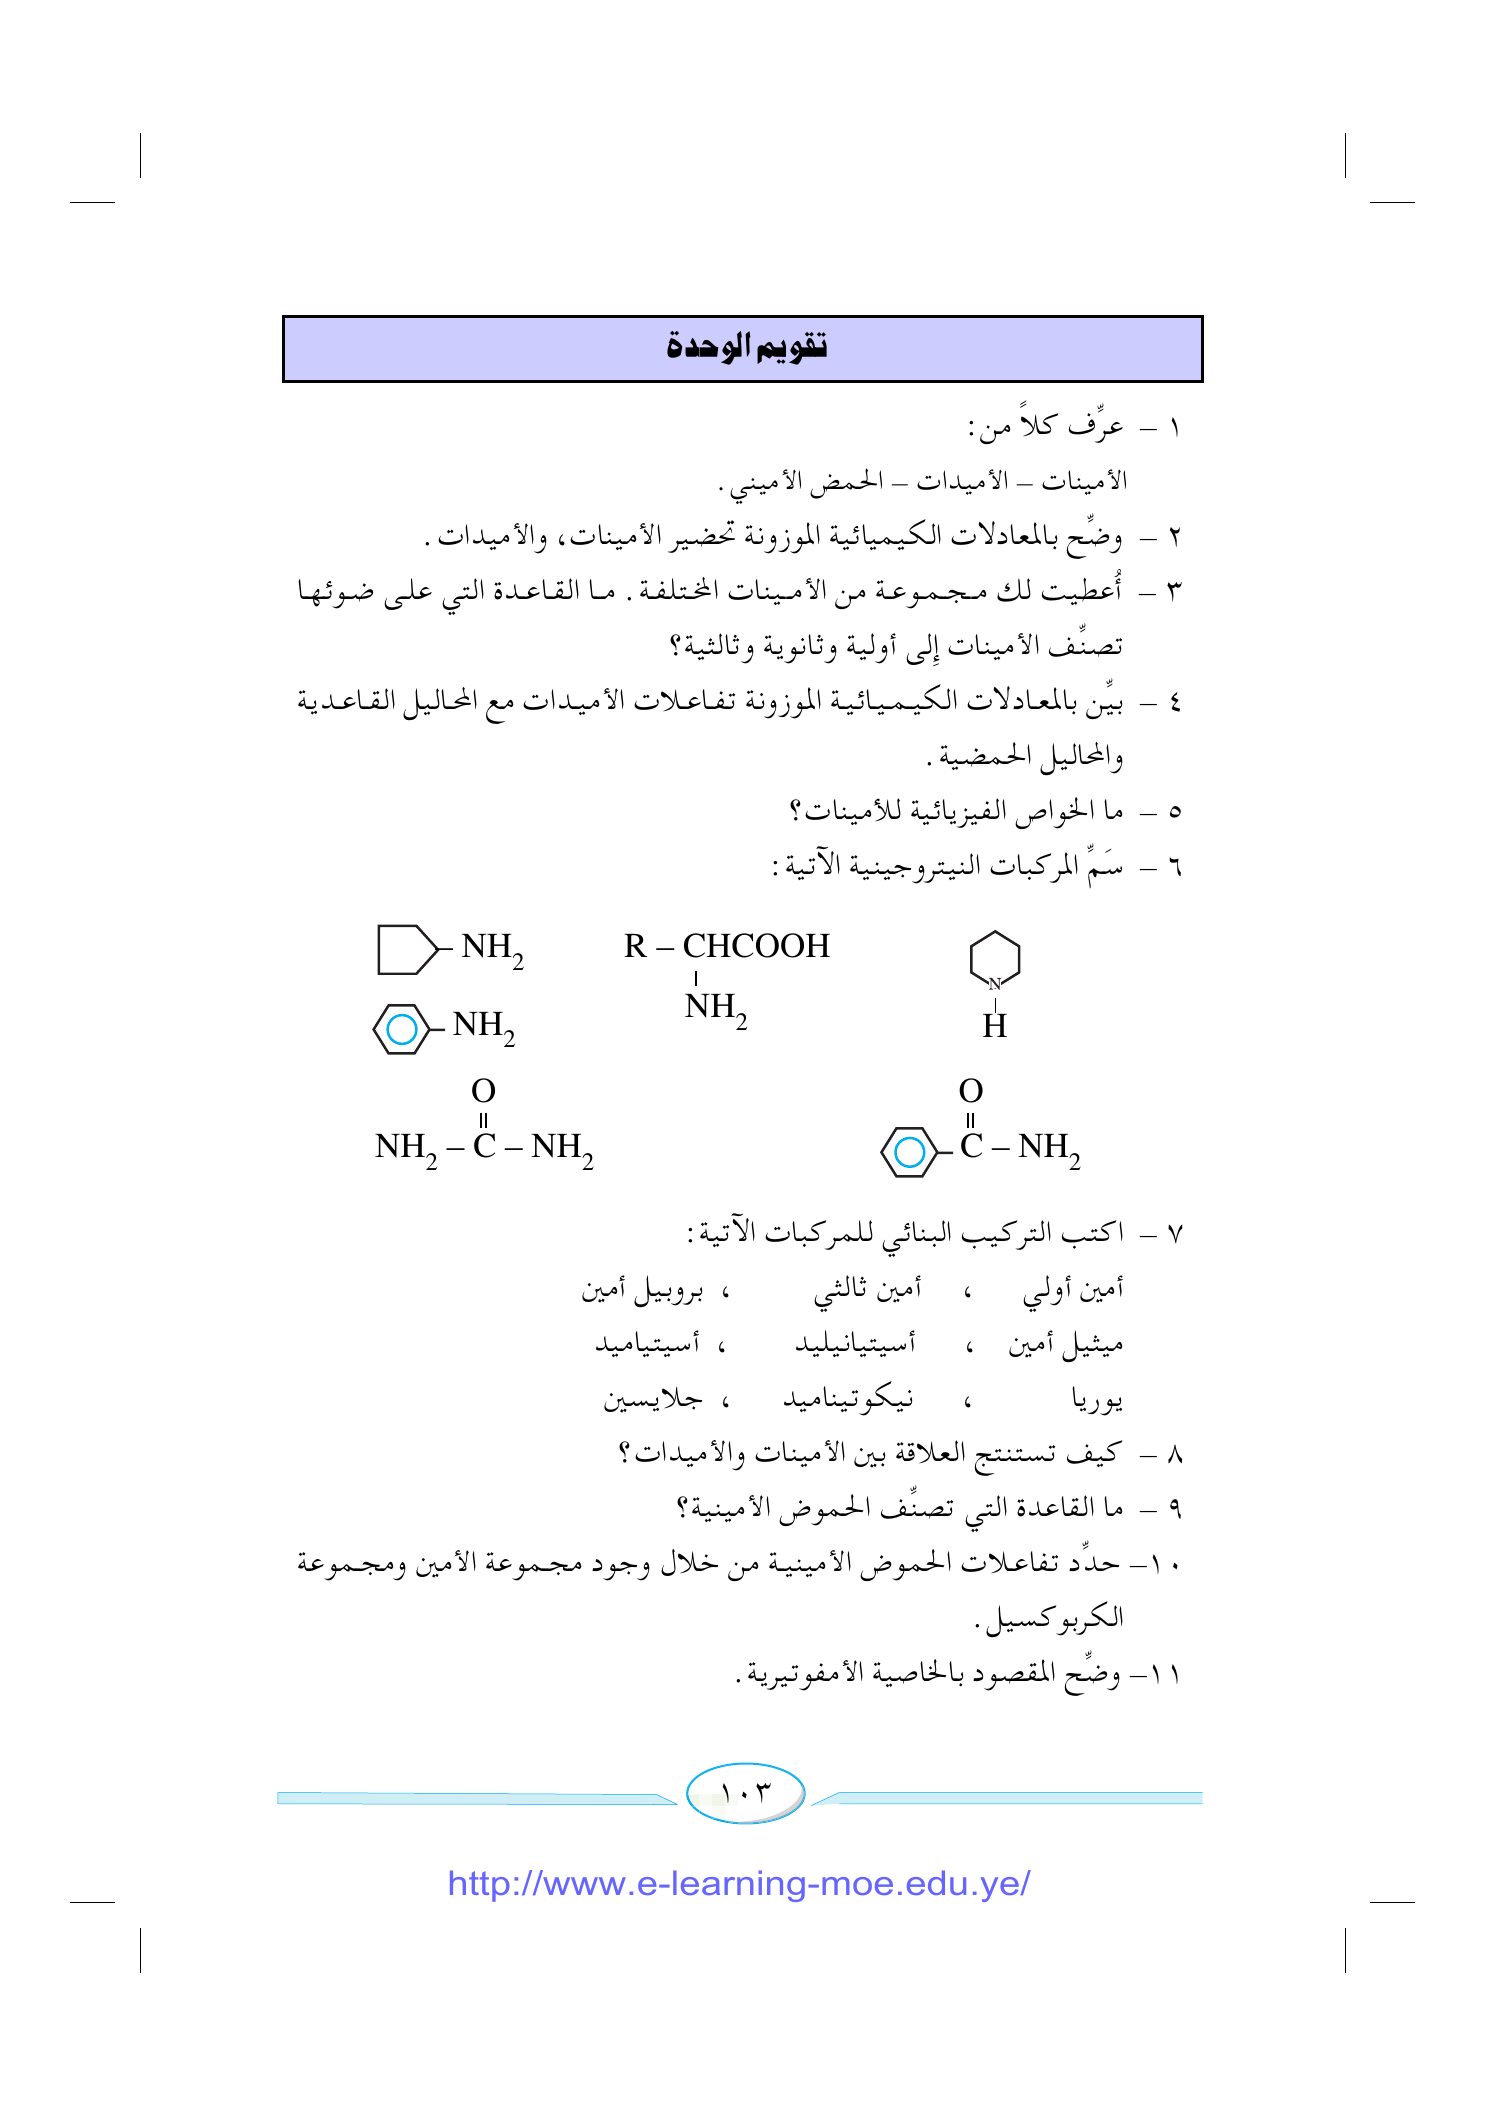 تقويم الوحدة
١ – عرِّف كلاً من:
الأمينات – الأميدات – الحمض الأميني.
٢ – وضِّح بالمعادلات الكيميائية الموزونة تحضير الأمينات، والأميدات.
٣ – أُعطيت لك مجموعة من الأمينات المختلفة. ما القاعدة التي على ضوئها
تصنِّف الأمينات إِلى أولية وثانوية وثالثية؟
٤ – بيِّن بالمعادلات الكيميائية الموزونة تفاعلات الأميدات مع المحاليل القاعدية
والمحاليل الحمضية.
٥ – ما الخواص الفيزيائية للأمينات؟
٦ – سَمِّ المركبات النيتروجينية الآتية:
– NH2
R – CHCOOH
NH2
N
H
– NH2
O
NH2 – C – NH2
O
– C – NH2
٧ – اكتب التركيب البنائي للمركبات الآتية:
أمين أولي ، أمين ثالثي ، بروبيل أمين
ميثيل أمين ، أسيتيانيليد ، أسيتياميد
يوريا ، نيكوتيناميد ، جلايسين
٨ – كيف تستنتج العلاقة بين الأمينات والأميدات؟
٩ – ما القاعدة التي تصنِّف الحموض الأمينية؟
١٠– حدِّد تفاعلات الحموض الأمينية من خلال وجود مجموعة الأمين ومجموعة
الكربوكسيل.
١١– وضِّح المقصود بالخاصية الأمفوتيرية.
١٠٣
http://www.e-learning-moe.edu.ye/